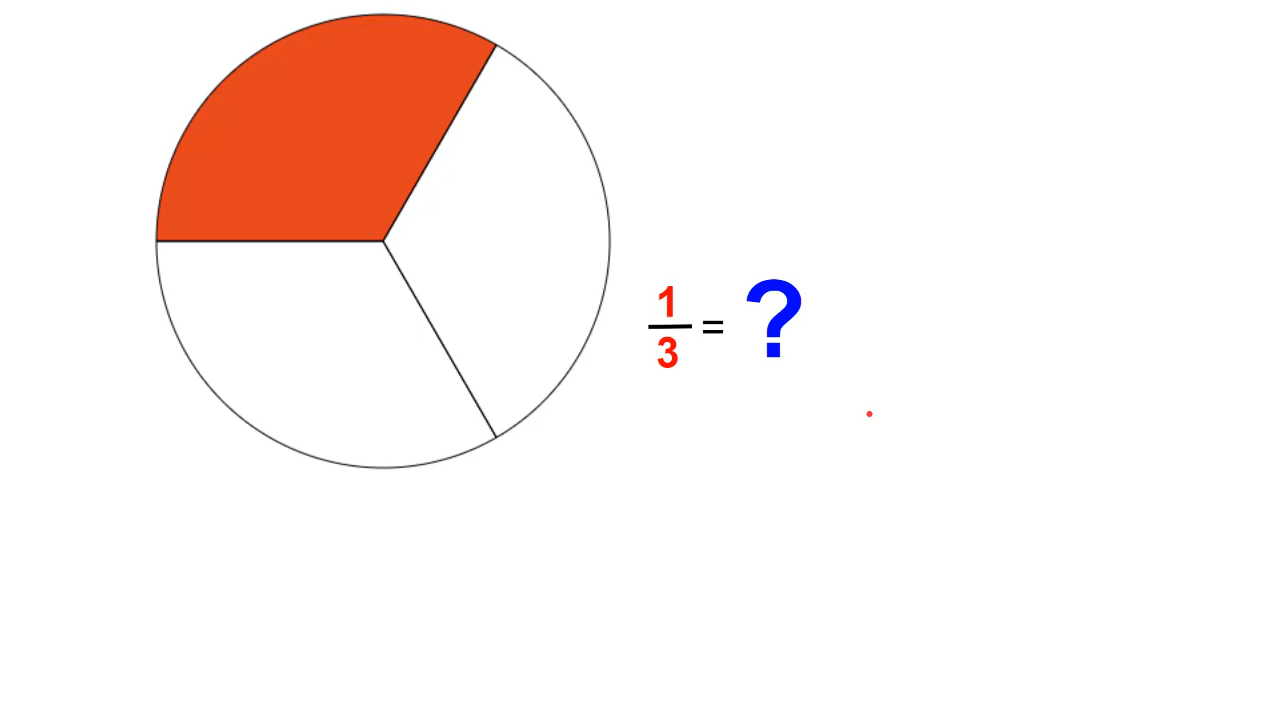 1/3 = ?